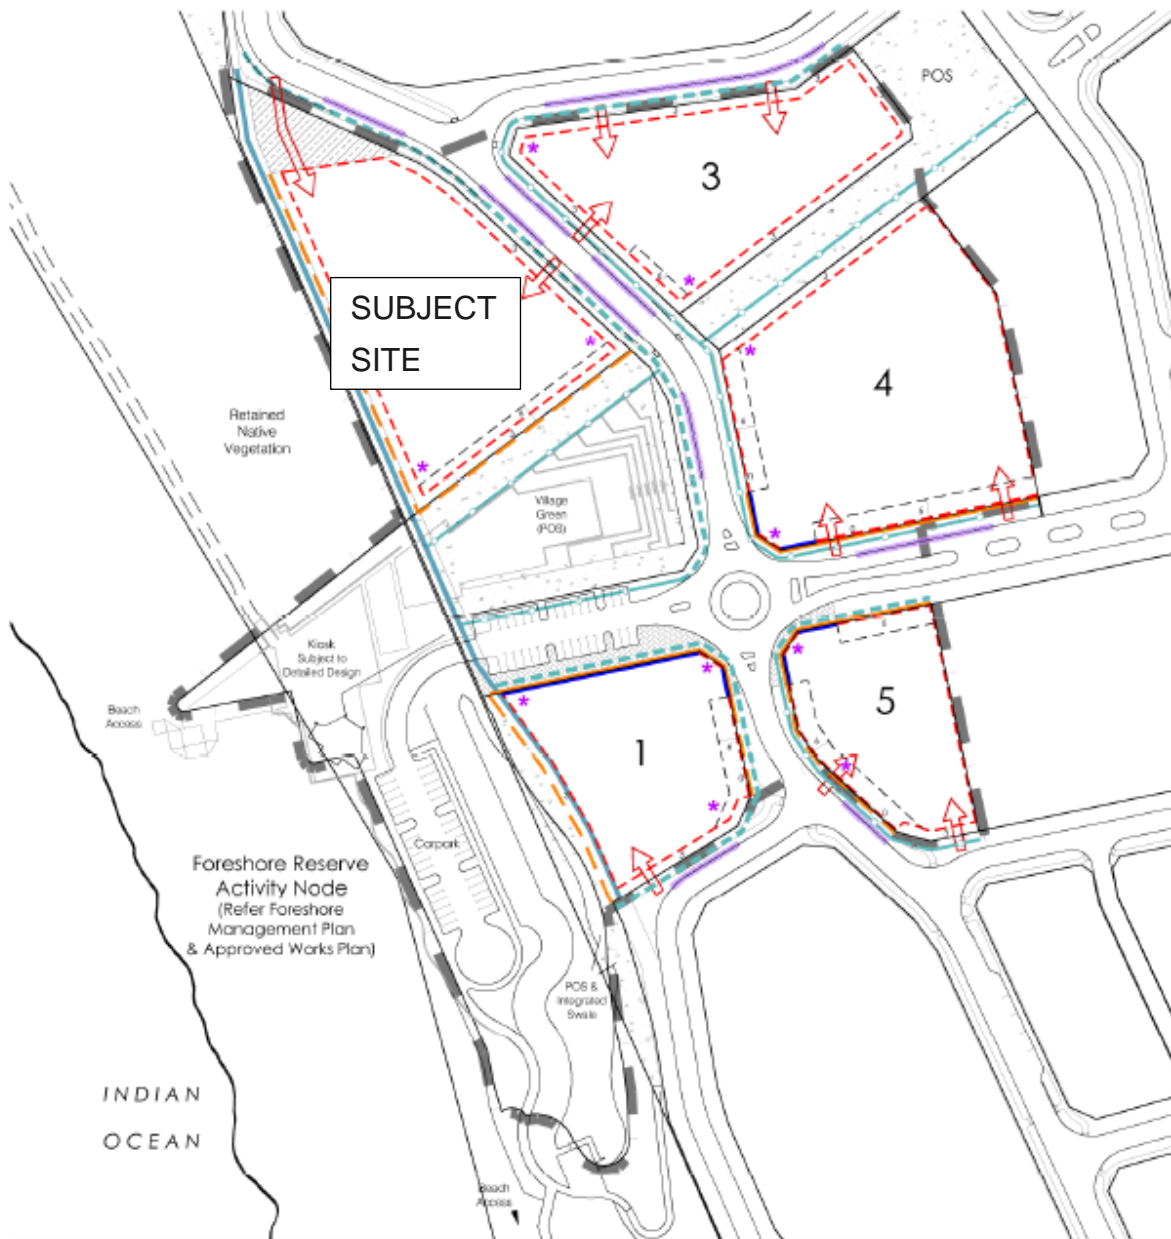 POS
3
SUBJECT
SITE
4
Retained
Native
Vegetation
Village
Green
(POS)
Kiosk
Subject to
Detailed Design
Beach
Access
5
1
Carpark
Foreshore Reserve
Activity Node
(Refer Foreshore
Management Plan
& Approved Works Plan)
POS &
Integrated
Swale
INDIAN
OCEAN
Beach
Access